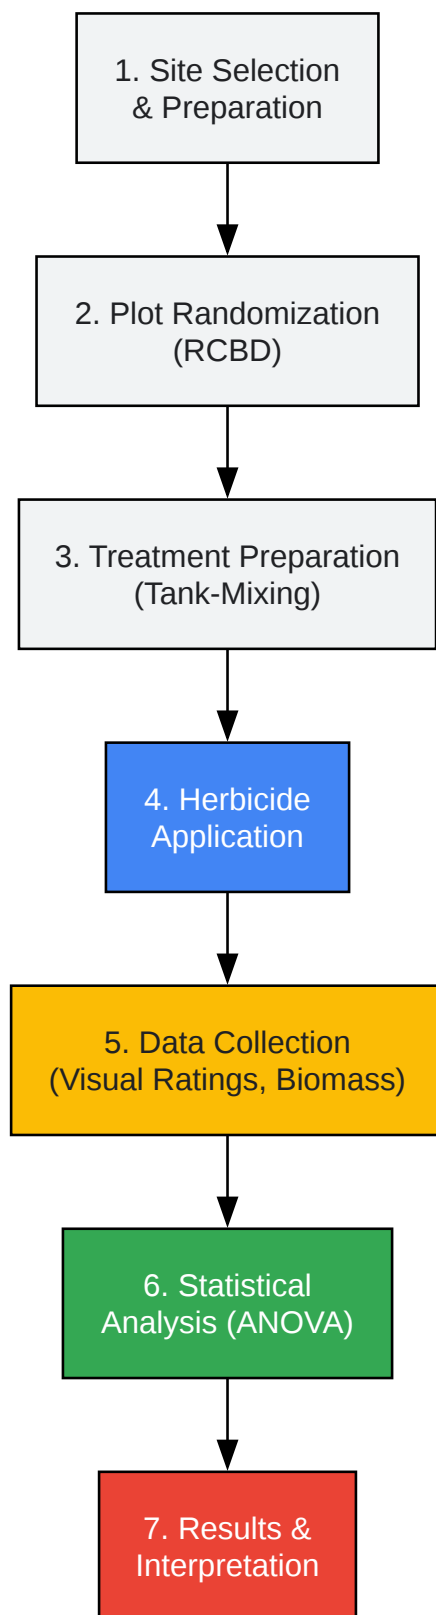 1. Site Selection
& Preparation
2. Plot Randomization
(RCBD)
3. Treatment Preparation
(Tank-Mixing)
4. Herbicide
Application
5. Data Collection
(Visual Ratings, Biomass)
6. Statistical
Analysis (ANOVA)
7. Results &
Interpretation